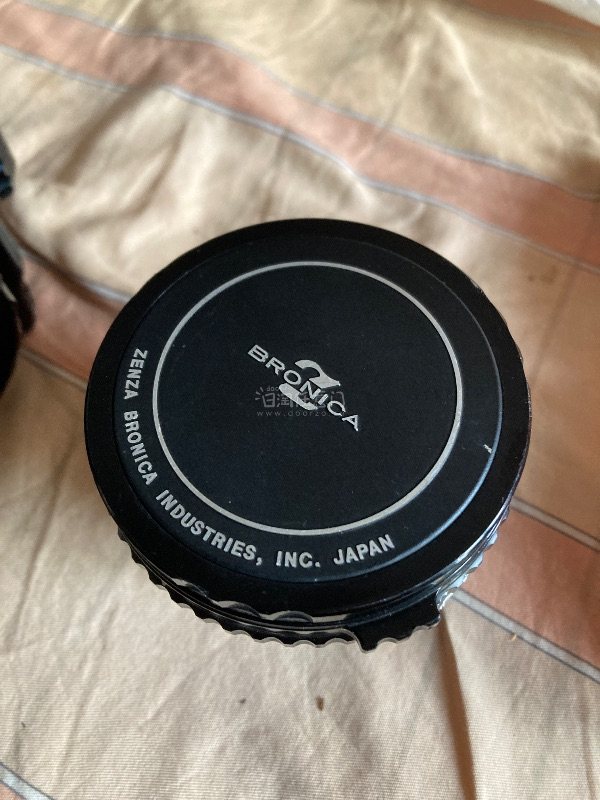 BRONICA
Z
ZENZA BRONICA INDUSTRIES, INC. JAPAN